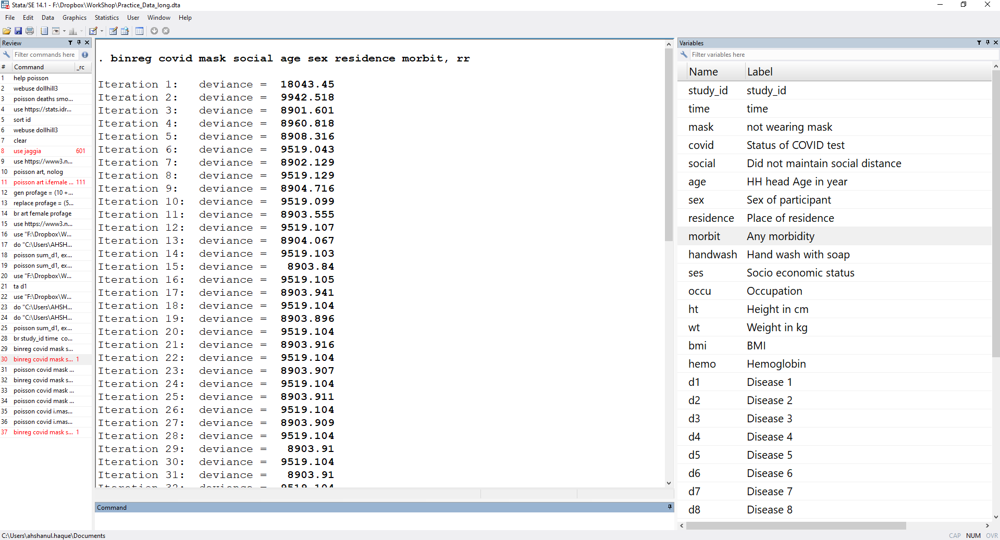 Stata/SE 14.1 - F:\Dropbox\WorkShop\Practice_Data_long.dta
File Edit Data Graphics Statistics User Window Help
Review
Filter commands here
# Command _rc
1 help poisson
2 webuse dollhill3
3 poisson deaths smo...
4 use https://stats.idr...
5 sort id
6 webuse dollhill3
7 clear
8 use jaggia 601
9 use https://www3.n...
10 poisson art, nolog
11 poisson art i.female ... 111
12 gen profage = (10 +...
13 replace profage = (5...
14 br art female profage
15 use https://www3.n...
16 use "F:\Dropbox\W...
17 do "C:\Users\AHSH...
18 poisson sum_d1, ex...
19 poisson sum_d1, ex...
20 use "F:\Dropbox\W...
21 ta d1
22 use "F:\Dropbox\W...
23 do "C:\Users\AHSH...
24 do "C:\Users\AHSH...
25 poisson sum_d1, ex...
28 br study_id time co...
29 binreg covid mask s...
30 binreg covid mask s... 1
31 poisson covid mask ...
32 binreg covid mask s...
33 poisson covid mask ...
34 poisson covid mask ...
35 poisson covid i.mas...
36 poisson covid i.mas...
37 binreg covid mask s... 1
. binreg covid mask social age sex residence morbit, rr
Iteration 1: deviance = 18043.45
Iteration 2: deviance = 9942.518
Iteration 3: deviance = 8901.601
Iteration 4: deviance = 8960.818
Iteration 5: deviance = 8908.316
Iteration 6: deviance = 9519.043
Iteration 7: deviance = 8902.129
Iteration 8: deviance = 9519.129
Iteration 9: deviance = 8904.716
Iteration 10: deviance = 9519.099
Iteration 11: deviance = 8903.555
Iteration 12: deviance = 9519.107
Iteration 13: deviance = 8904.067
Iteration 14: deviance = 9519.103
Iteration 15: deviance = 8903.84
Iteration 16: deviance = 9519.105
Iteration 17: deviance = 8903.941
Iteration 18: deviance = 9519.104
Iteration 19: deviance = 8903.896
Iteration 20: deviance = 9519.104
Iteration 21: deviance = 8903.916
Iteration 22: deviance = 9519.104
Iteration 23: deviance = 8903.907
Iteration 24: deviance = 9519.104
Iteration 25: deviance = 8903.911
Iteration 26: deviance = 9519.104
Iteration 27: deviance = 8903.909
Iteration 28: deviance = 9519.104
Iteration 29: deviance = 8903.91
Iteration 30: deviance = 9519.104
Iteration 31: deviance = 8903.91
Iteration 32: deviance = 9519.104
Command
Variables
Filter variables here
Name Label
study_id study_id
time time
mask not wearing mask
covid Status of COVID test
social Did not maintain social distance
age HH head Age in year
sex Sex of participant
residence Place of residence
morbit Any morbidity
handwash Hand wash with soap
ses Socio economic status
occu Occupation
ht Height in cm
wt Weight in kg
bmi BMI
hemo Hemoglobin
d1 Disease 1
d2 Disease 2
d3 Disease 3
d4 Disease 4
d5 Disease 5
d6 Disease 6
d7 Disease 7
d8 Disease 8
C:\Users\ahshanul.haque\Documents
CAP NUM OVR